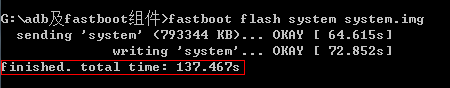 G:\adb及fastboot组件>fastboot flash system system.img
sending 'system' (793344 KB)... OKAY [ 64.615s]
writing 'system'... OKAY [ 72.852s]
finished. total time: 137.467s